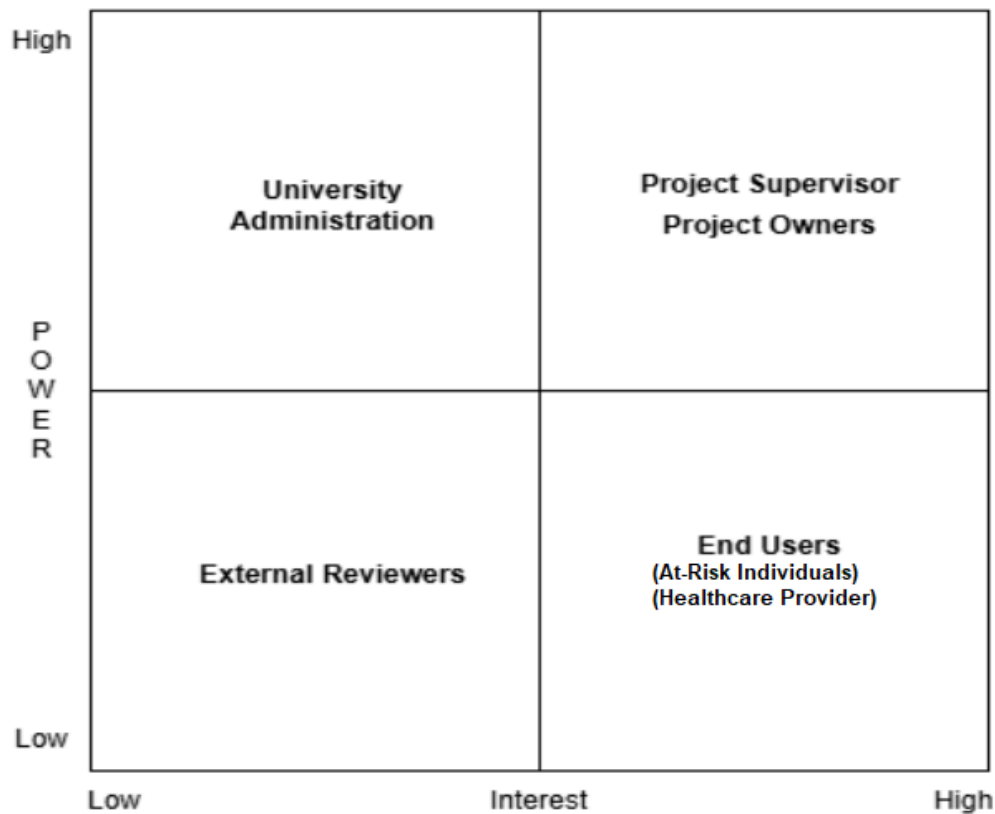 High
University
Administration
Project Supervisor
Project Owners
P
O
W
E
R
External Reviewers
End Users
(At-Risk Individuals)
(Healthcare Provider)
Low
Low
Interest
High